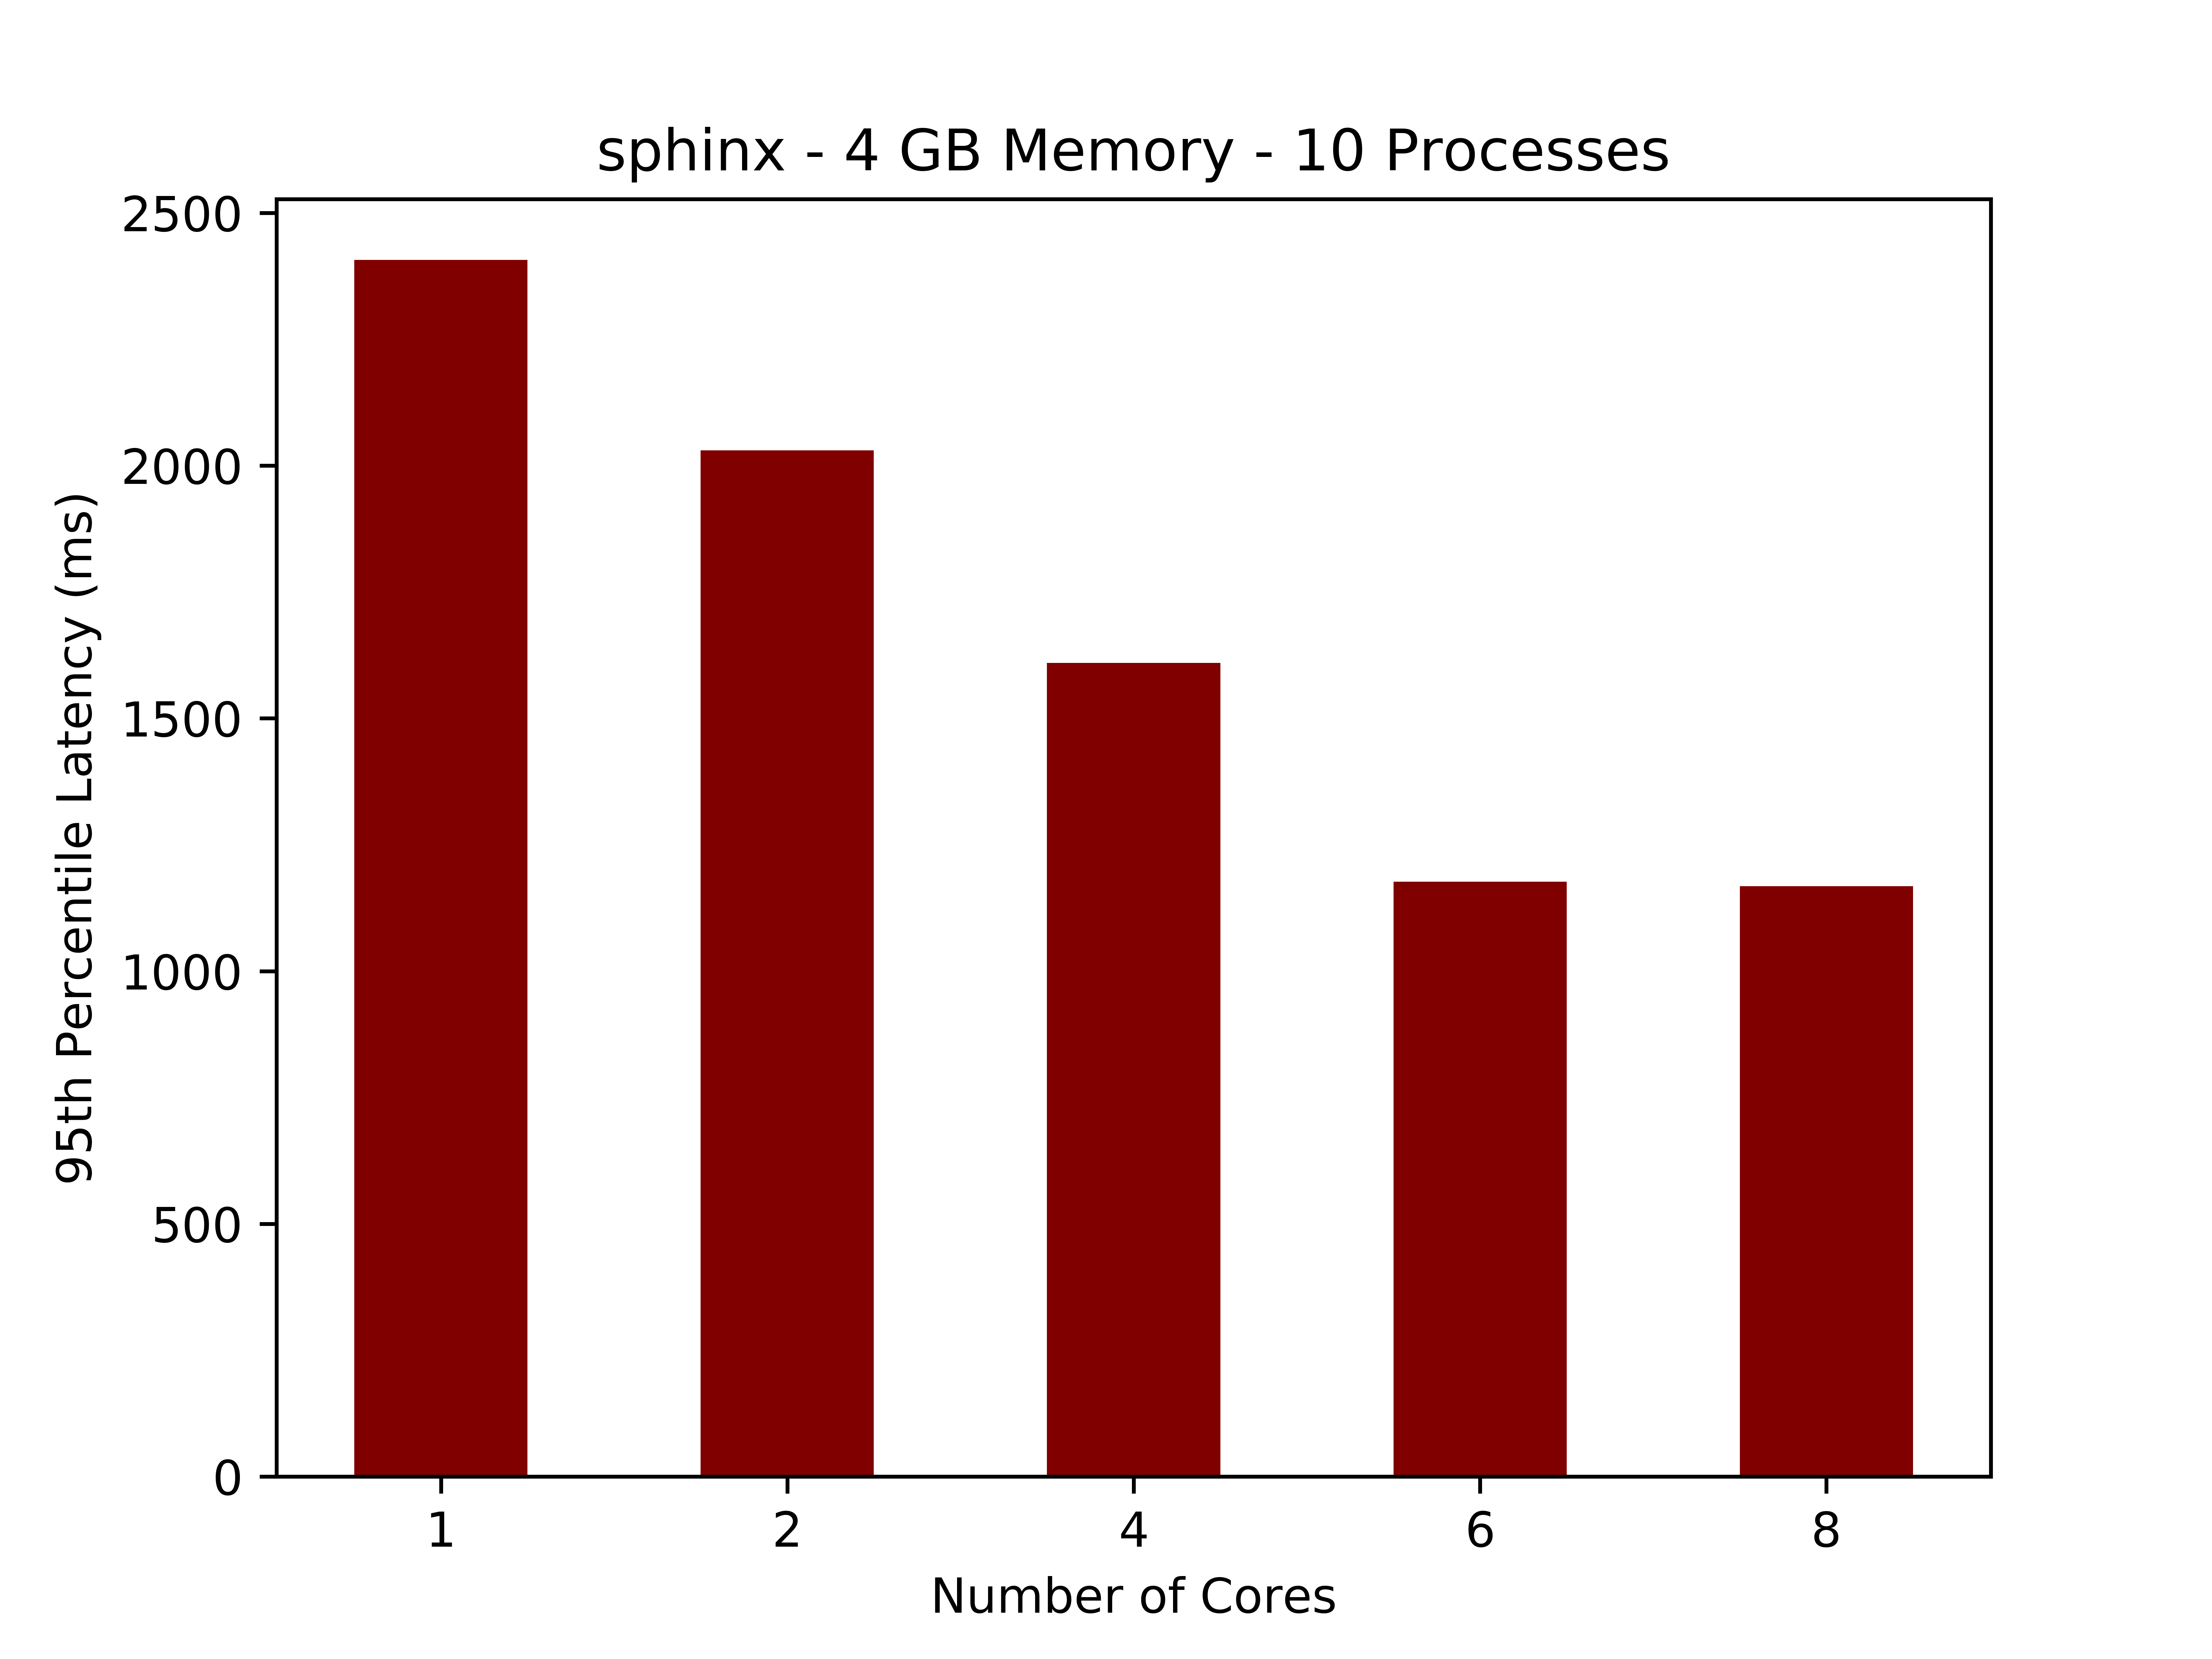 sphinx - 4 GB Memory - 10 Processes
95th Percentile Latency (ms)
2500
2000
1500
1000
500
0
1 2 4 6 8
Number of Cores